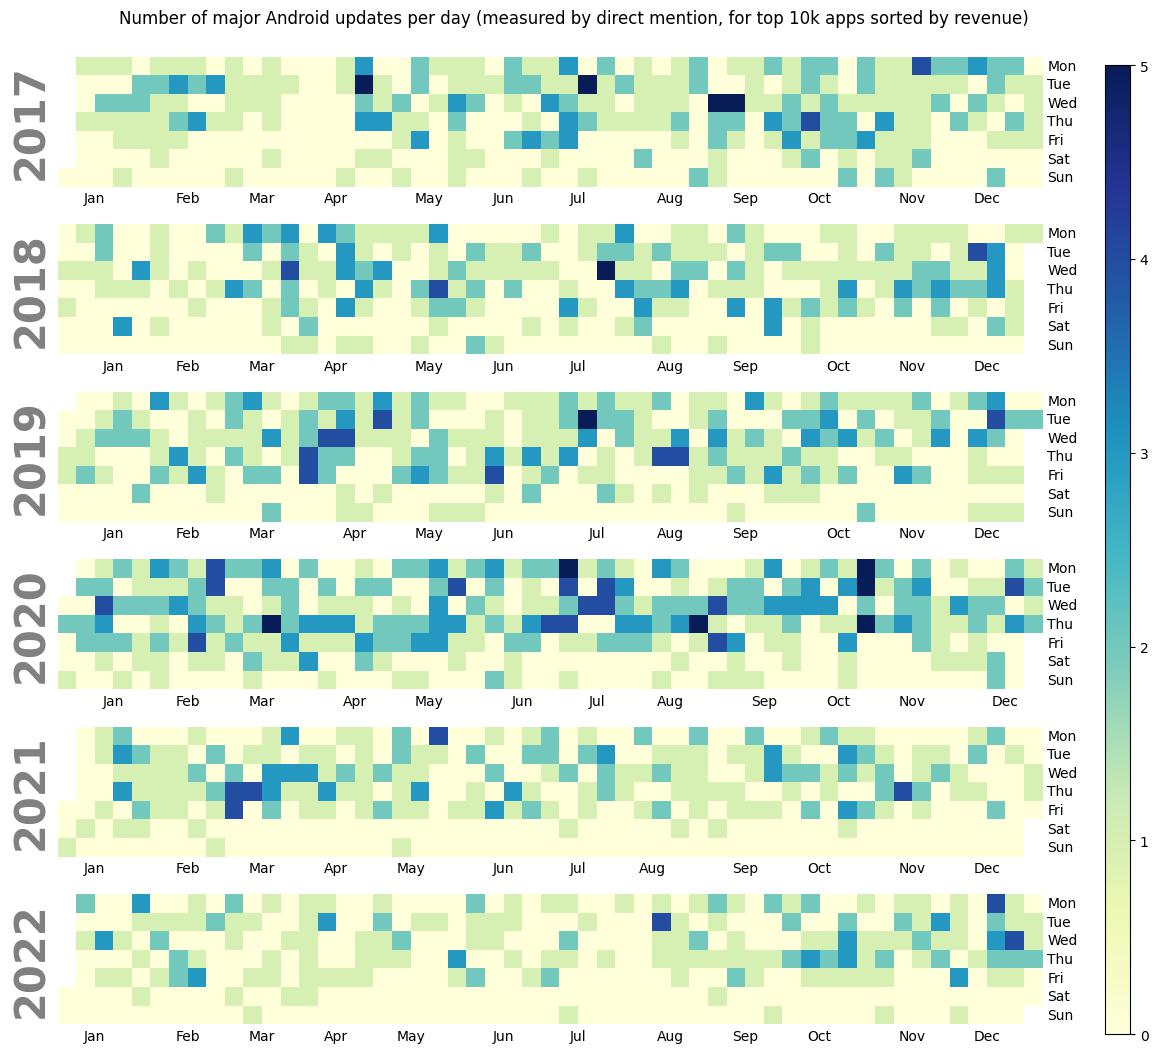 Number of major Android updates per day (measured by direct mention, for top 10k apps sorted by revenue)
2017
Mon
Tue
Wed
Thu
Fri
Sat
Sun
Jan Feb Mar Apr May Jun Jul Aug Sep Oct Nov Dec
2018
Mon
Tue
Wed
Thu
Fri
Sat
Sun
Jan Feb Mar Apr May Jun Jul Aug Sep Oct Nov Dec
2019
Mon
Tue
Wed
Thu
Fri
Sat
Sun
Jan Feb Mar Apr May Jun Jul Aug Sep Oct Nov Dec
2020
Mon
Tue
Wed
Thu
Fri
Sat
Sun
Jan Feb Mar Apr May Jun Jul Aug Sep Oct Nov Dec
2021
Mon
Tue
Wed
Thu
Fri
Sat
Sun
Jan Feb Mar Apr May Jun Jul Aug Sep Oct Nov Dec
2022
Mon
Tue
Wed
Thu
Fri
Sat
Sun
Jan Feb Mar Apr May Jun Jul Aug Sep Oct Nov Dec
5
4
3
2
1
0